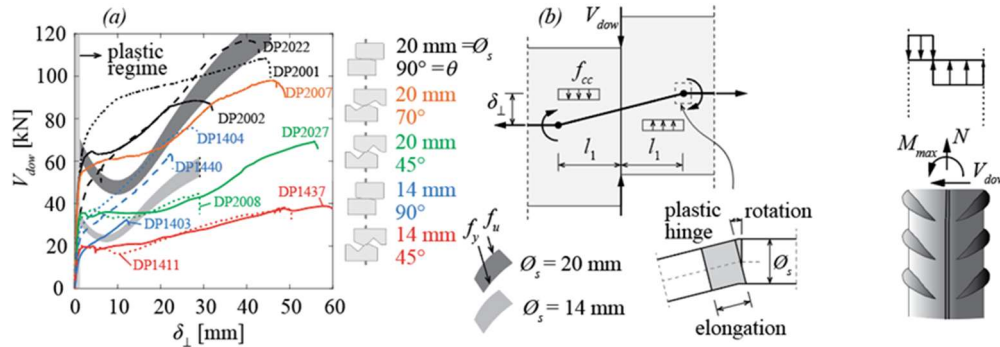 (a)
120
100
80
60
40
20
0
V_dow [kN]
0 10 20 30 40 50 60
δ⊥ [mm]
→ plastic
regime
DP2022
DP2001
DP2007
DP2002
DP1404
DP2027
DP1440
DP1437
DP2008
DP1403
DP1411
20 mm =Ø_s
90° =θ
20 mm
70°
20 mm
45°
14 mm
90°
14 mm
45°
(b)
V_dow
f_cc
δ⊥
l_1
l_1
f_y
f_u
Ø_s = 20 mm
Ø_s = 14 mm
plastic
hinge
rotation
Ø_s
elongation
M_max
N
V_dow